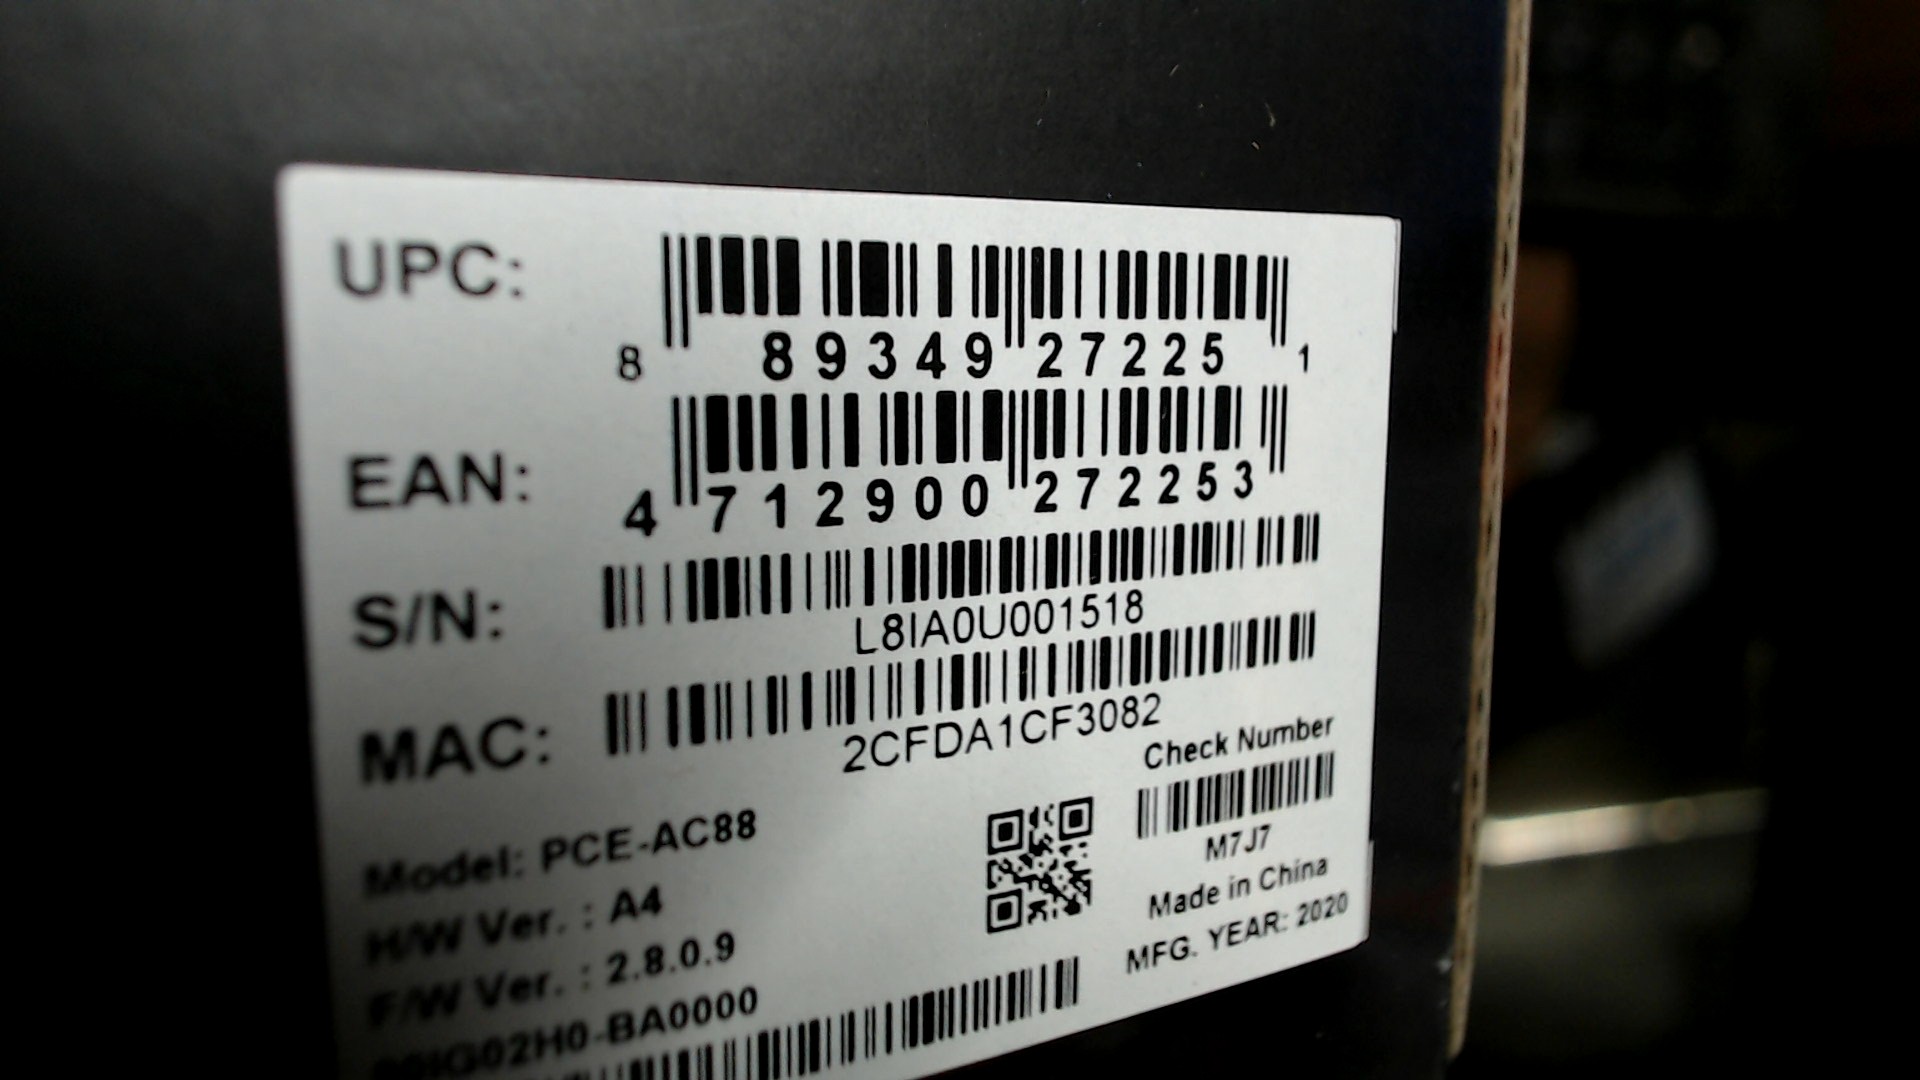 UPC:
8 89349 27225 1
EAN:
4 712900 272253
S/N:
L8IA0U001518
MAC:
2CFDA1CF3082
Check Number
M7J7
Made in China
MFG. YEAR: 2020
Model: PCE-AC88
H/W Ver. : A4
F/W Ver. : 2.8.0.9